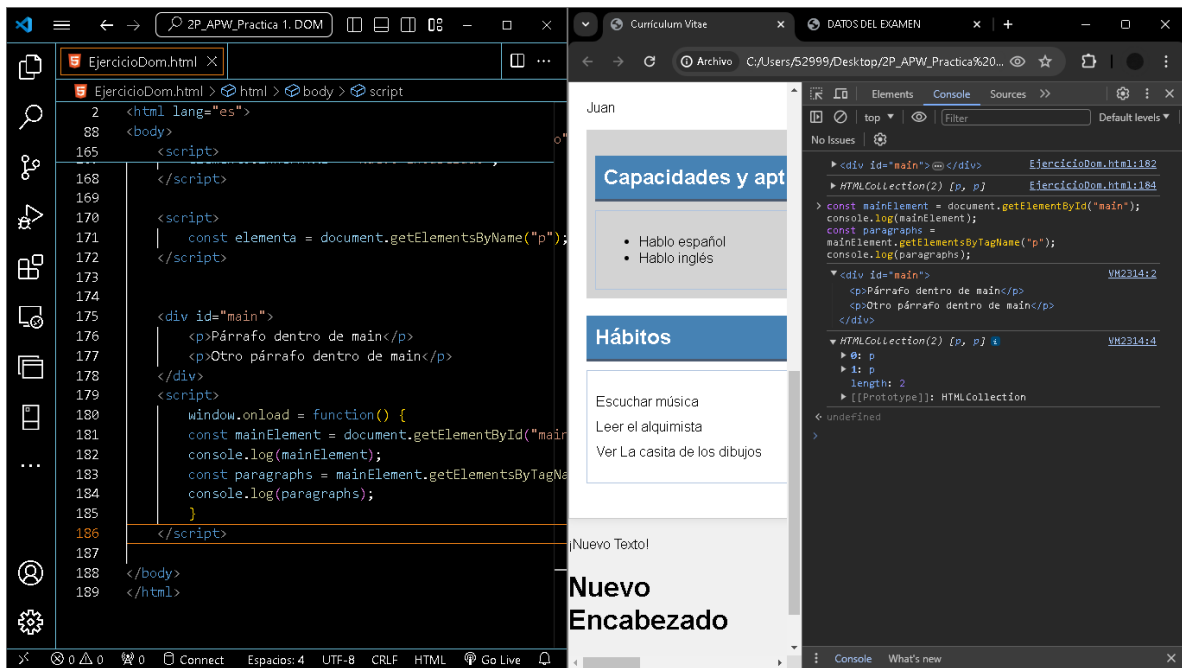 2P_APW_Practica 1. DOM
EjercicioDom.html
EjercicioDom.html > html > body > script
2 <html lang="es">
88 <body>
165 <script>
168 </script>
169
170 <script>
171 const elementa = document.getElementsByName("p");
172 </script>
173
174
175 <div id="main">
176 <p>Párrafo dentro de main</p>
177 <p>Otro párrafo dentro de main</p>
178 </div>
179 <script>
180 window.onload = function() {
181 const mainElement = document.getElementById("main
182 console.log(mainElement);
183 const paragraphs = mainElement.getElementsByTagNa
184 console.log(paragraphs);
185 }
186 </script>
187
188 </body>
189 </html>
0 0 0 Connect Espacios: 4 UTF-8 CRLF HTML Go Live
Currículum Vitae
DATOS DEL EXAMEN
Archivo C:/Users/52999/Desktop/2P_APW_Practica%20...
Juan
Capacidades y apt
Hablo español
Hablo inglés
Hábitos
Escuchar música
Leer el alquimista
Ver La casita de los dibujos
¡Nuevo Texto!
Nuevo
Encabezado
Elements Console Sources
top Filter Default levels
No Issues
<div id="main">…</div> EjercicioDom.html:182
HTMLCollection(2) [p, p] EjercicioDom.html:184
> const mainElement = document.getElementById("main");
console.log(mainElement);
const paragraphs =
mainElement.getElementsByTagName("p");
console.log(paragraphs);
<div id="main"> VM2314:2
<p>Párrafo dentro de main</p>
<p>Otro párrafo dentro de main</p>
</div>
HTMLCollection(2) [p, p] i VM2314:4
0: p
1: p
length: 2
[[Prototype]]: HTMLCollection
undefined
Console What's new